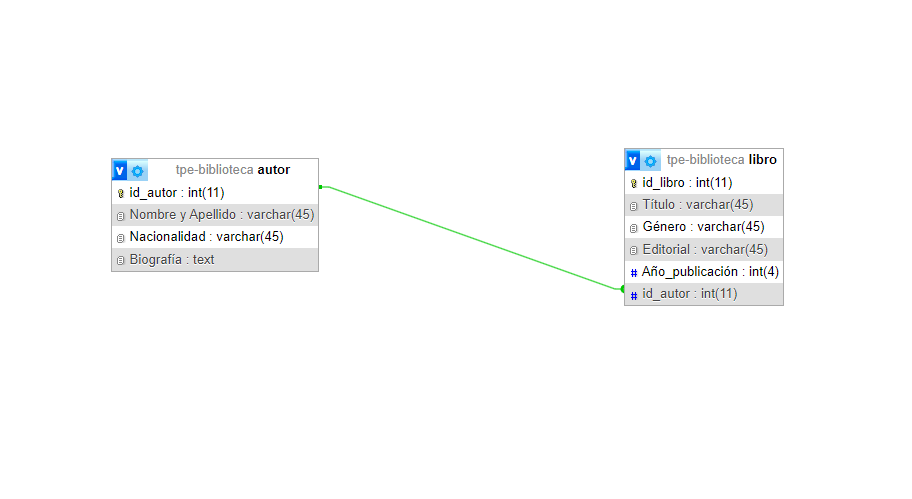 v tpe-biblioteca autor
id_autor : int(11)
Nombre y Apellido : varchar(45)
Nacionalidad : varchar(45)
Biografía : text
v tpe-biblioteca libro
id_libro : int(11)
Título : varchar(45)
Género : varchar(45)
Editorial : varchar(45)
# Año_publicación : int(4)
# id_autor : int(11)